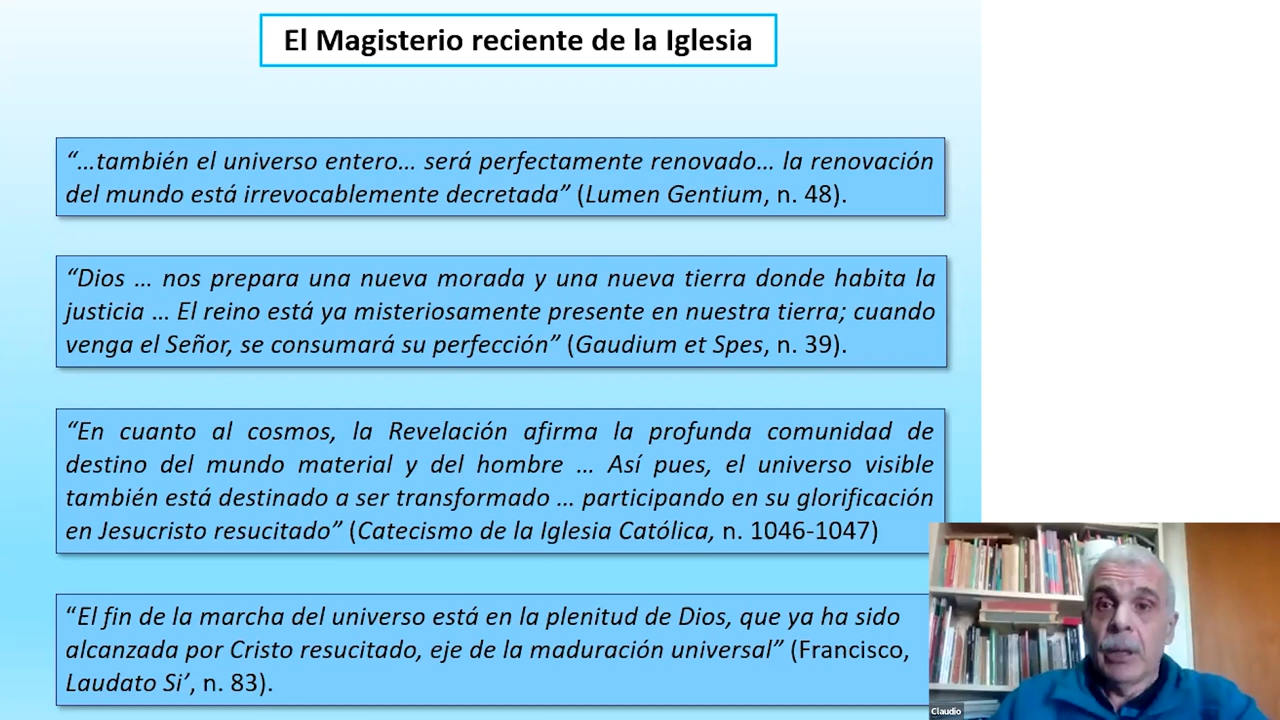 El Magisterio reciente de la Iglesia
“…también el universo entero… será perfectamente renovado… la renovación
del mundo está irrevocablemente decretada” (Lumen Gentium, n. 48).
“Dios … nos prepara una nueva morada y una nueva tierra donde habita la
justicia … El reino está ya misteriosamente presente en nuestra tierra; cuando
venga el Señor, se consumará su perfección” (Gaudium et Spes, n. 39).
“En cuanto al cosmos, la Revelación afirma la profunda comunidad de
destino del mundo material y del hombre … Así pues, el universo visible
también está destinado a ser transformado … participando en su glorificación
en Jesucristo resucitado” (Catecismo de la Iglesia Católica, n. 1046-1047)
“El fin de la marcha del universo está en la plenitud de Dios, que ya ha sido
alcanzada por Cristo resucitado, eje de la maduración universal” (Francisco,
Laudato Si’, n. 83).
Claudio